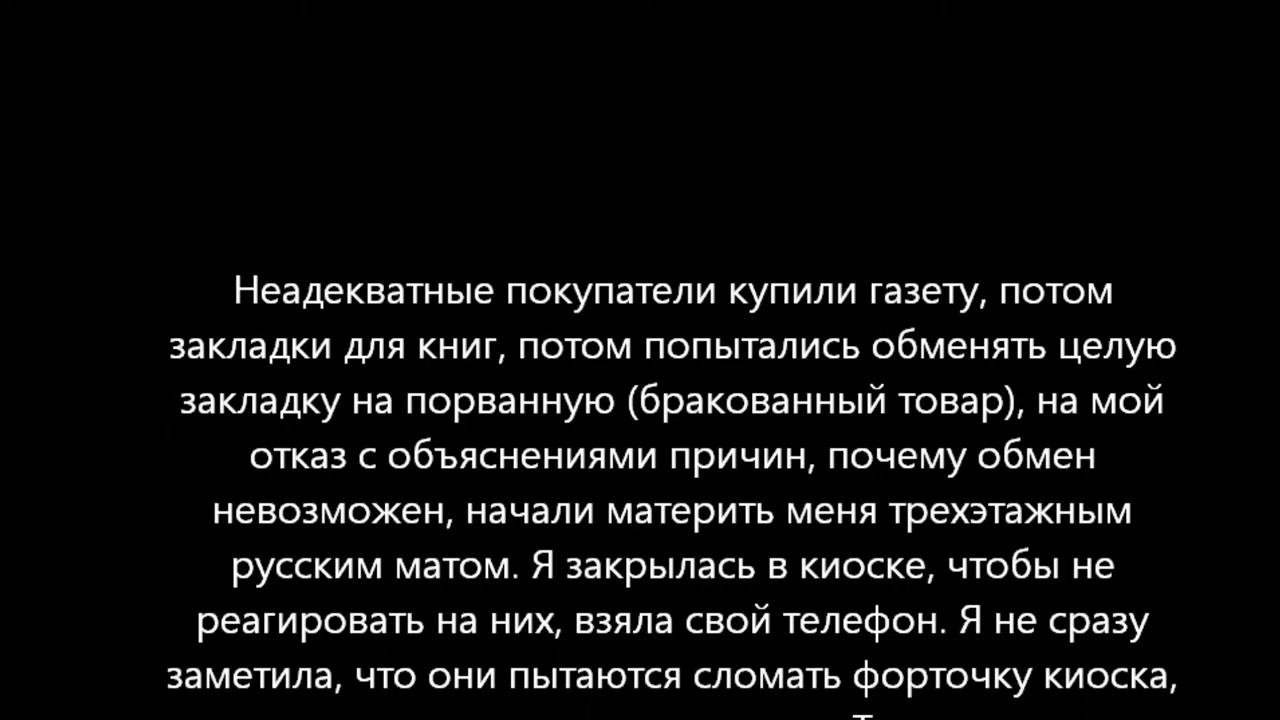 Неадекватные покупатели купили газету, потом
закладки для книг, потом попытались обменять целую
закладку на порванную (бракованный товар), на мой
отказ с объяснениями причин, почему обмен
невозможен, начали материть меня трехэтажным
русским матом. Я закрылась в киоске, чтобы не
реагировать на них, взяла свой телефон. Я не сразу
заметила, что они пытаются сломать форточку киоска,